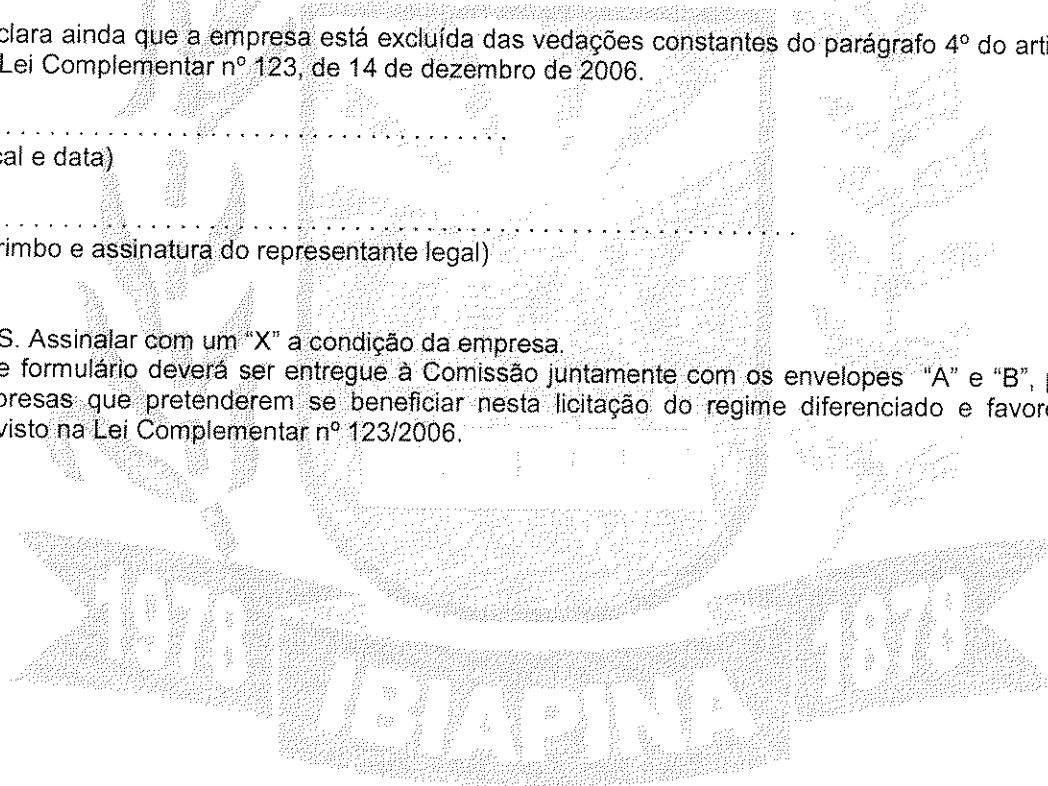 clara ainda que a empresa está excluída das vedações constantes do parágrafo 4º do arti
Lei Complementar nº 123, de 14 de dezembro de 2006.
cal e data)
rimbo e assinatura do representante legal)
S. Assinalar com um “X” a condição da empresa.
e formulário deverá ser entregue à Comissão juntamente com os envelopes “A” e “B”, p
presas que pretenderem se beneficiar nesta licitação do regime diferenciado e favore
visto na Lei Complementar nº 123/2006.
1978 IBIAPINA 1878